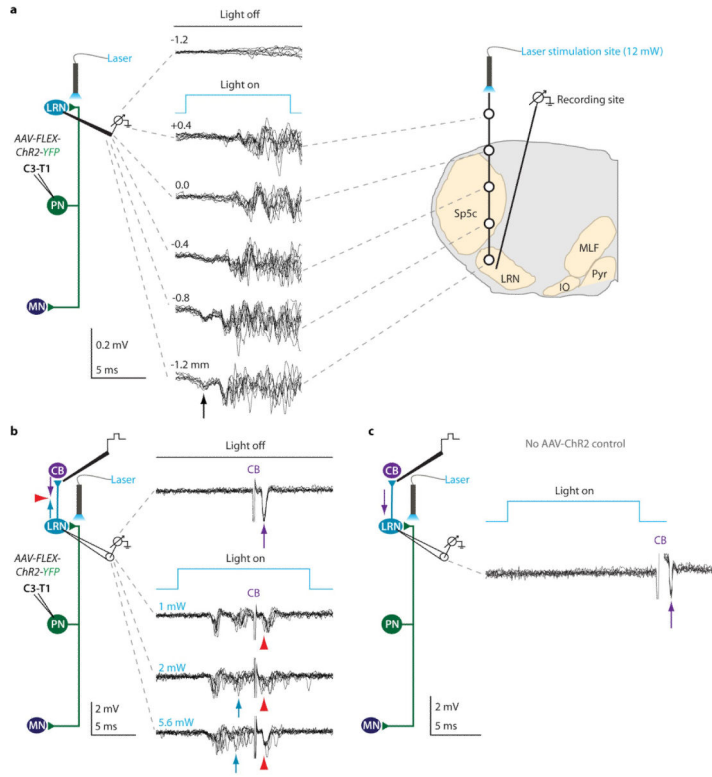 a
Light off
-1.2
Laser
Laser stimulation site (12 mW)
Light on
LRN
Recording site
+0.4
AAV-FLEX-
ChR2-YFP
C3-T1
0.0
PN
Sp5c
-0.4
MLF
LRN
Pyr
IO
-0.8
MN
0.2 mV
5 ms
-1.2 mm
b
Light off
CB
CB
Laser
LRN
AAV-FLEX-
ChR2-YFP
C3-T1
Light on
CB
1 mW
PN
2 mW
2 mV
5 ms
5.6 mW
MN
c
No AAV-ChR2 control
CB
Laser
Light on
LRN
CB
PN
2 mV
5 ms
MN